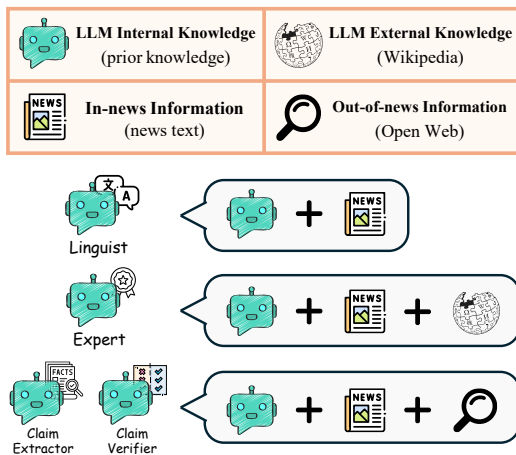 LLM Internal Knowledge
(prior knowledge)
LLM External Knowledge
(Wikipedia)
NEWS
In-news Information
(news text)
Out-of-news Information
(Open Web)
文
A
Linguist
NEWS
Expert
NEWS
FACTS
Claim
Extractor
Claim
Verifier
NEWS